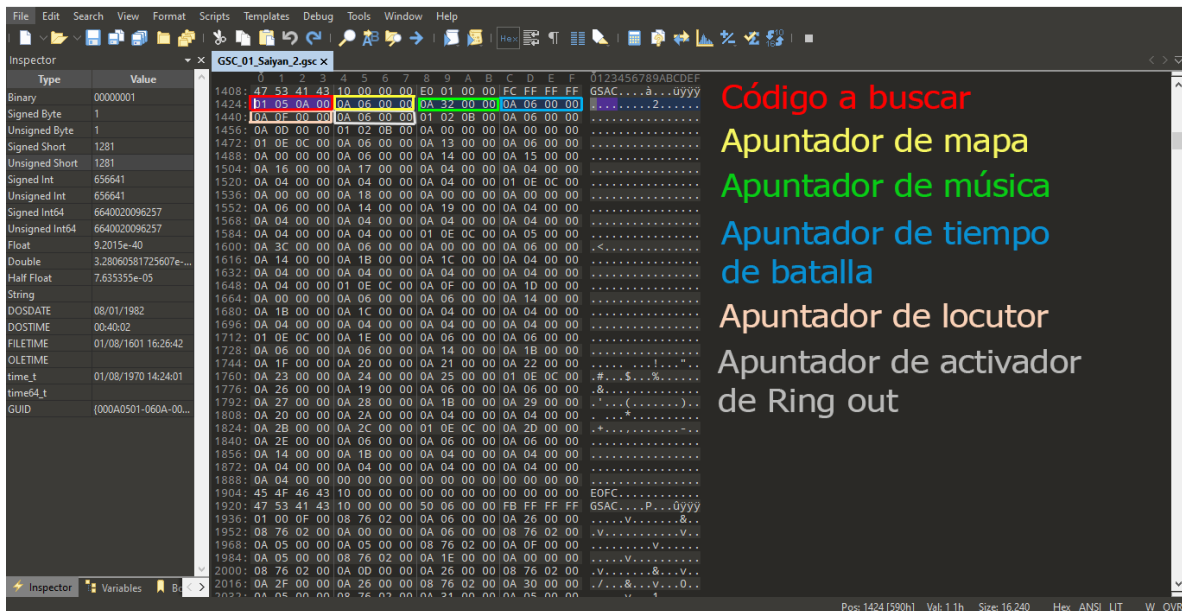 File Edit Search View Format Scripts Templates Debug Tools Window Help
Hex
Inspector
Type Value
Binary 00000001
Signed Byte 1
Unsigned Byte 1
Signed Short 1281
Unsigned Short 1281
Signed Int 656641
Unsigned Int 656641
Signed Int64 6640020096257
Unsigned Int64 6640020096257
Float 9.2015e-40
Double 3.28060581725607e-...
Half Float 7.635355e-05
String
DOSDATE 08/01/1982
DOSTIME 00:40:02
FILETIME 01/08/1601 16:26:42
OLETIME
time_t 01/08/1970 14:24:01
time64_t
GUID {000A0501-060A-00...
Inspector Variables
GSC_01_Saiyan_2.gsc x
0 1 2 3 4 5 6 7 8 9 A B C D E F 0123456789ABCDEF
1408: 47 53 41 43 10 00 00 00 E0 01 00 00 FC FF FF FF GSAC....à...üÿÿÿ
1424: 01 05 0A 00 0A 06 00 00 0A 32 00 00 0A 06 00 00 .........2......
1440: 0A 0F 00 00 0A 06 00 00 01 02 0B 00 0A 06 00 00 ................
1456: 0A 0D 00 00 01 02 0B 00 0A 00 00 00 0A 00 00 00 ................
1472: 01 0E 0C 00 0A 06 00 00 0A 13 00 00 0A 06 00 00 ................
1488: 0A 00 00 00 0A 06 00 00 0A 14 00 00 0A 15 00 00 ................
1504: 0A 16 00 00 0A 17 00 00 0A 04 00 00 0A 04 00 00 ................
1520: 0A 04 00 00 0A 04 00 00 0A 04 00 00 01 0E 0C 00 ................
1536: 0A 00 00 00 0A 18 00 00 0A 00 00 00 0A 00 00 00 ................
1552: 0A 06 00 00 0A 14 00 00 0A 19 00 00 0A 04 00 00 ................
1568: 0A 04 00 00 0A 04 00 00 0A 04 00 00 0A 04 00 00 ................
1584: 0A 04 00 00 0A 04 00 00 01 0E 0C 00 0A 05 00 00 ................
1600: 0A 3C 00 00 0A 06 00 00 0A 00 00 00 0A 06 00 00 .<..............
1616: 0A 14 00 00 0A 1B 00 00 0A 1C 00 00 0A 04 00 00 ................
1632: 0A 04 00 00 0A 04 00 00 0A 04 00 00 0A 04 00 00 ................
1648: 0A 04 00 00 01 0E 0C 00 0A 0F 00 00 0A 1D 00 00 ................
1664: 0A 00 00 00 0A 06 00 00 0A 06 00 00 0A 14 00 00 ................
1680: 0A 1B 00 00 0A 1C 00 00 0A 04 00 00 0A 04 00 00 ................
1696: 0A 04 00 00 0A 04 00 00 0A 04 00 00 0A 04 00 00 ................
1712: 01 0E 0C 00 0A 1E 00 00 0A 06 00 00 0A 06 00 00 ................
1728: 0A 06 00 00 0A 06 00 00 0A 14 00 00 0A 1B 00 00 ................
1744: 0A 1F 00 00 0A 20 00 00 0A 21 00 00 0A 22 00 00 ..... ...!..."..
1760: 0A 23 00 00 0A 24 00 00 0A 25 00 00 01 0E 0C 00 .#...$...%......
1776: 0A 26 00 00 0A 19 00 00 0A 06 00 00 0A 06 00 00 .&..............
1792: 0A 27 00 00 0A 28 00 00 0A 1B 00 00 0A 29 00 00 .'...(.......)..
1808: 0A 20 00 00 0A 2A 00 00 0A 04 00 00 0A 04 00 00 . ...*..........
1824: 0A 2B 00 00 0A 2C 00 00 01 0E 0C 00 0A 2D 00 00 .+...,.......-..
1840: 0A 2E 00 00 0A 06 00 00 0A 06 00 00 0A 06 00 00 ................
1856: 0A 14 00 00 0A 1B 00 00 0A 04 00 00 0A 04 00 00 ................
1872: 0A 04 00 00 0A 04 00 00 0A 04 00 00 0A 04 00 00 ................
1888: 0A 04 00 00 00 00 00 00 00 00 00 00 00 00 00 00 ................
1904: 45 4F 46 43 10 00 00 00 00 00 00 00 00 00 00 00 EOFC............
1920: 47 53 41 43 10 00 00 00 50 06 00 00 FB FF FF FF GSAC....P...ûÿÿÿ
1936: 01 00 0F 00 08 76 02 00 0A 06 00 00 0A 26 00 00 .....v.......&..
1952: 08 76 02 00 0A 06 00 00 0A 06 00 00 08 76 02 00 .v...........v..
1968: 0A 05 00 00 0A 05 00 00 08 76 02 00 0A 0F 00 00 .........v......
1984: 0A 05 00 00 08 76 02 00 0A 1E 00 00 0A 00 00 00 .....v..........
2000: 08 76 02 00 0A 0D 00 00 0A 26 00 00 08 76 02 00 .v.......&...v..
2016: 0A 2F 00 00 0A 26 00 00 08 76 02 00 0A 30 00 00 ./...&...v...0..
Código a buscar
Apuntador de mapa
Apuntador de música
Apuntador de tiempo
de batalla
Apuntador de locutor
Apuntador de activador
de Ring out
Pos: 1424 [590h] Val: 1 1h Size: 16.240 Hex ANSI LIT W OVR